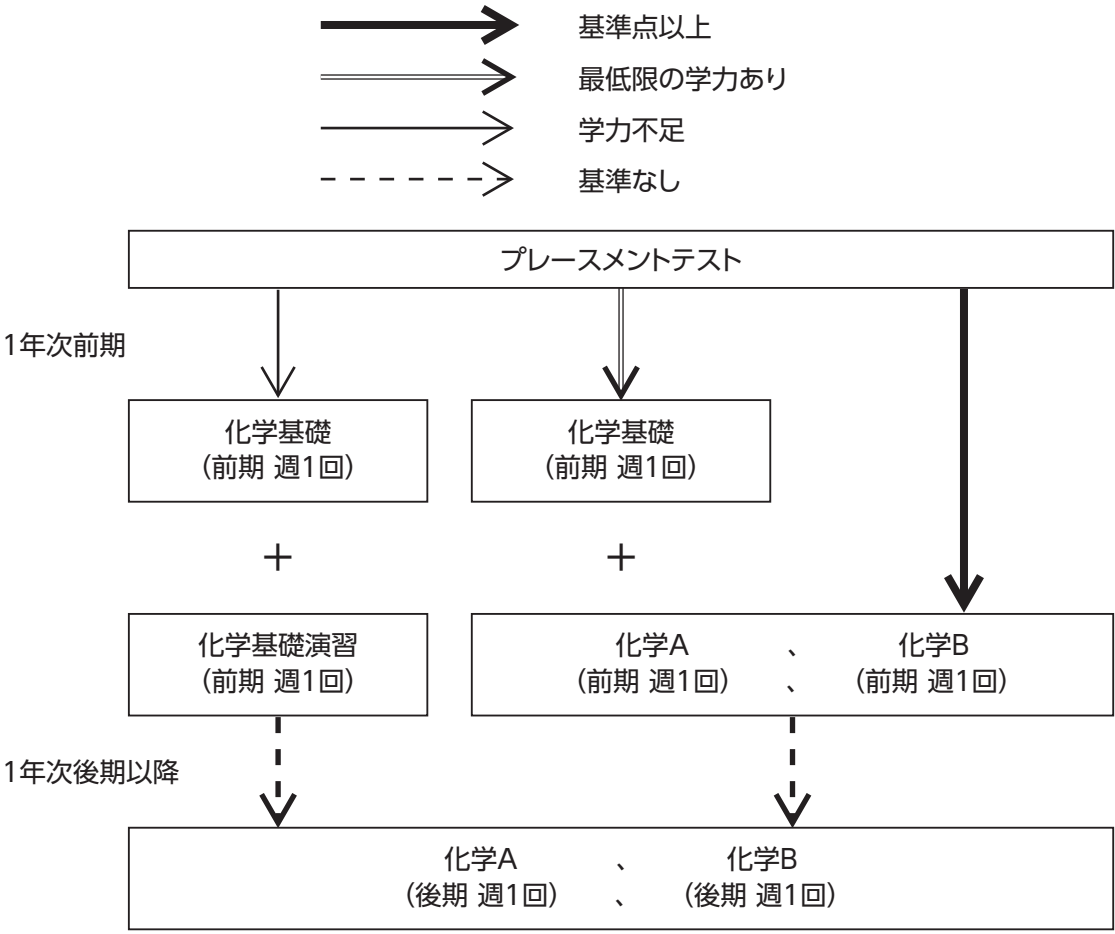 基準点以上
最低限の学力あり
学力不足
基準なし
プレースメントテスト
1年次前期
化学基礎
(前期 週1回)
化学基礎
(前期 週1回)
+
+
化学基礎演習
(前期 週1回)
化学A 、 化学B
(前期 週1回) 、 (前期 週1回)
1年次後期以降
化学A 、 化学B
(後期 週1回) 、 (後期 週1回)